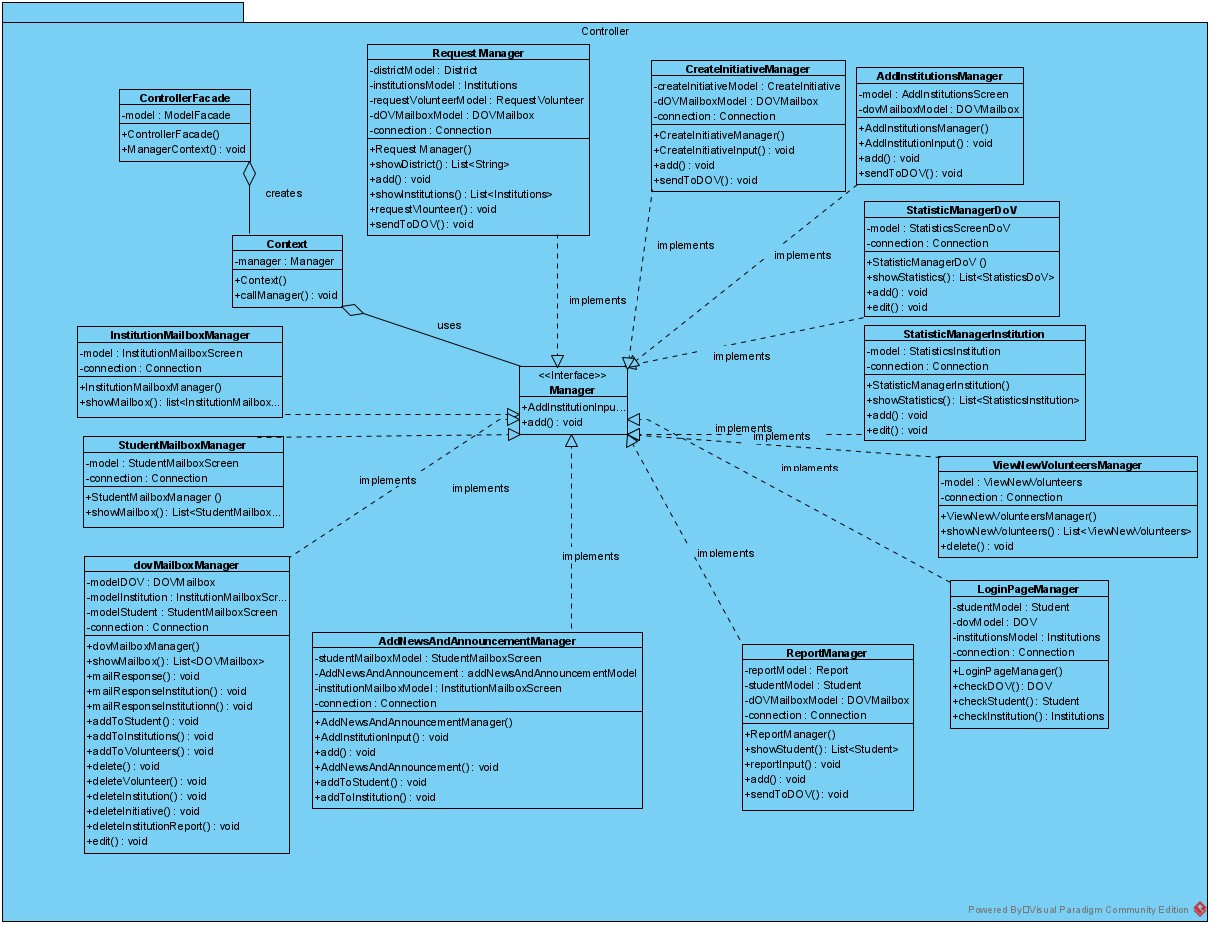 Controller
ControllerFacade
-model : ModelFacade
+ControllerFacade()
+ManagerContext() : void
creates
Context
-manager : Manager
+Context()
+callManager() : void
uses
Request Manager
-districtModel : District
-institutionsModel : Institutions
-requestVolunteerModel : RequestVolunteer
-dOVMailboxModel : DOVMailbox
-connection : Connection
+Request Manager()
+showDistrict() : List<String>
+add() : void
+showInstitutions() : List<Institutions>
+requestVlounteer() : void
+sendToDOV() : void
implements
CreateInitiativeManager
-createInitiativeModel : CreateInitiative
-dOVMailboxModel : DOVMailbox
-connection : Connection
+CreateInitiativeManager()
+CreateInitiativeInput() : void
+add() : void
+sendToDOV() : void
implements
AddInstitutionsManager
-model : AddInstitutionsScreen
-dovMailboxModel : DOVMailbox
+AddInstitutionsManager()
+AddInstitutionInput() : void
+add() : void
+sendToDOV() : void
implements
StatisticManagerDoV
-model : StatisticsScreenDoV
-connection : Connection
+StatisticManagerDoV ()
+showStatistics() : List<StatisticsDoV>
+add() : void
+edit() : void
implements
StatisticManagerInstitution
-model : StatisticsInstitution
-connection : Connection
+StatisticManagerInstitution()
+showStatistics() : List<StatisticsInstitution>
+add() : void
+edit() : void
implements
implements
<<Interface>>
Manager
+AddInstitutionInpu...
+add() : void
InstitutionMailboxManager
-model : InstitutionMailboxScreen
-connection : Connection
+InstitutionMailboxManager()
+showMailbox() : list<InstitutionMailbox...
StudentMailboxManager
-model : StudentMailboxScreen
-connection : Connection
+StudentMailboxManager ()
+showMailbox() : List<StudentMailbox...
implements
implements
ViewNewVolunteersManager
-model : ViewNewVolunteers
-connection : Connection
+ViewNewVolunteersManager()
+showNewVolunteers() : List<ViewNewVolunteers>
+delete() : void
implements
dovMailboxManager
-modelDOV : DOVMailbox
-modelInstitution : InstitutionMailboxScr...
-modelStudent : StudentMailboxScreen
-connection : Connection
+dovMailboxManager()
+showMailbox() : List<DOVMailbox>
+mailResponse() : void
+mailResponseInstitution() : void
+mailResponseInstitutionn() : void
+addToStudent() : void
+addToInstitutions() : void
+addToVolunteers() : void
+delete() : void
+deleteVolunteer() : void
+deleteInstitution() : void
+deleteInitiative() : void
+deleteInstitutionReport() : void
+edit() : void
implements
AddNewsAndAnnouncementManager
-studentMailboxModel : StudentMailboxScreen
-AddNewsAndAnnouncement : addNewsAndAnnouncementModel
-institutionMailboxModel : InstitutionMailboxScreen
-connection : Connection
+AddNewsAndAnnouncementManager()
+AddInstitutionInput() : void
+add() : void
+AddNewsAndAnnouncement() : void
+addToStudent() : void
+addToInstitution() : void
implements
ReportManager
-reportModel : Report
-studentModel : Student
-dOVMailboxModel : DOVMailbox
-connection : Connection
+ReportManager()
+showStudent() : List<Student>
+reportInput() : void
+add() : void
+sendToDOV() : void
LoginPageManager
-studentModel : Student
-dovModel : DOV
-institutionsModel : Institutions
-connection : Connection
+LoginPageManager()
+checkDOV() : DOV
+checkStudent() : Student
+checkInstitution() : Institutions
Powered By Visual Paradigm Community Edition